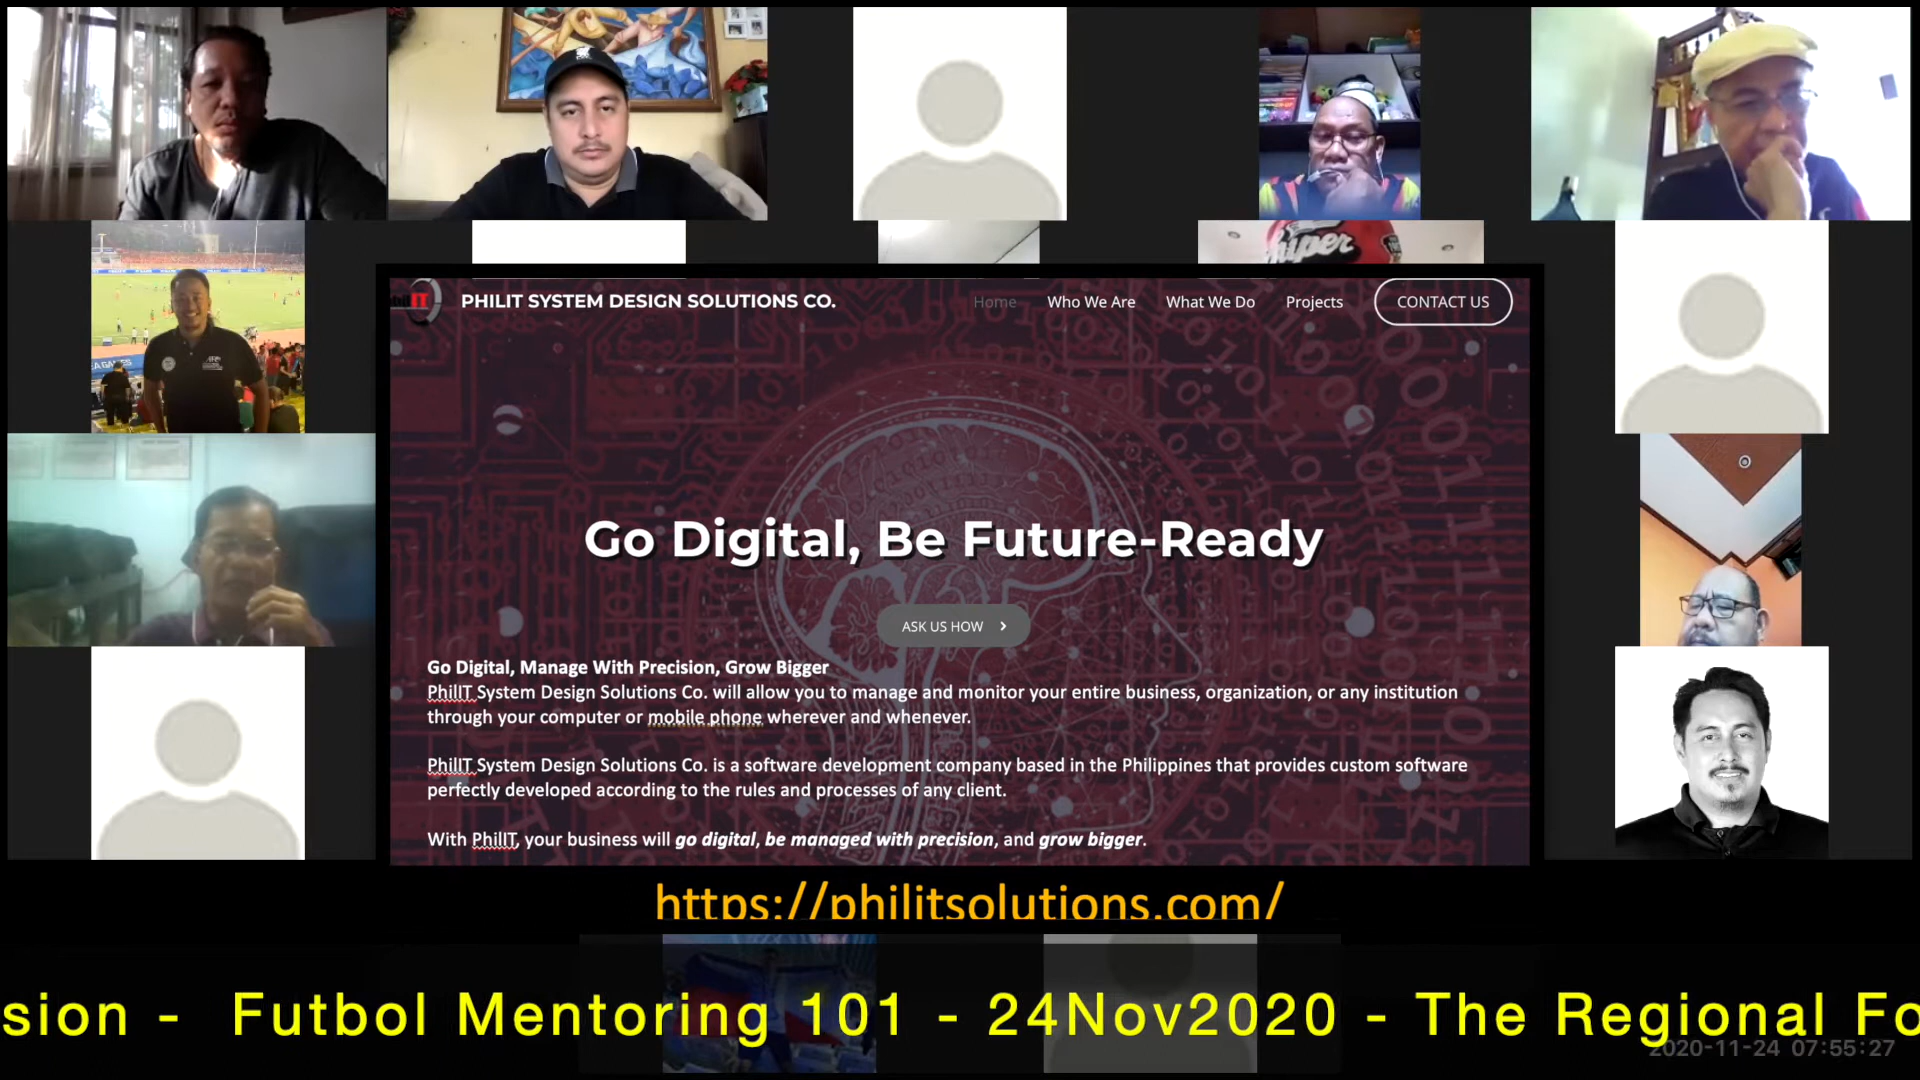 PHILIT SYSTEM DESIGN SOLUTIONS CO.
Home Who We Are What We Do Projects CONTACT US
Go Digital, Be Future-Ready
ASK US HOW
Go Digital, Manage With Precision, Grow Bigger
PhilIT System Design Solutions Co. will allow you to manage and monitor your entire business, organization, or any institution
through your computer or mobile phone wherever and whenever.
PhilIT System Design Solutions Co. is a software development company based in the Philippines that provides custom software
perfectly developed according to the rules and processes of any client.
With PhilIT, your business will go digital, be managed with precision, and grow bigger.
https://philitsolutions.com/
sion - Futbol Mentoring 101 - 24Nov2020 - The Regional Fo
2020-11-24 07:55:27